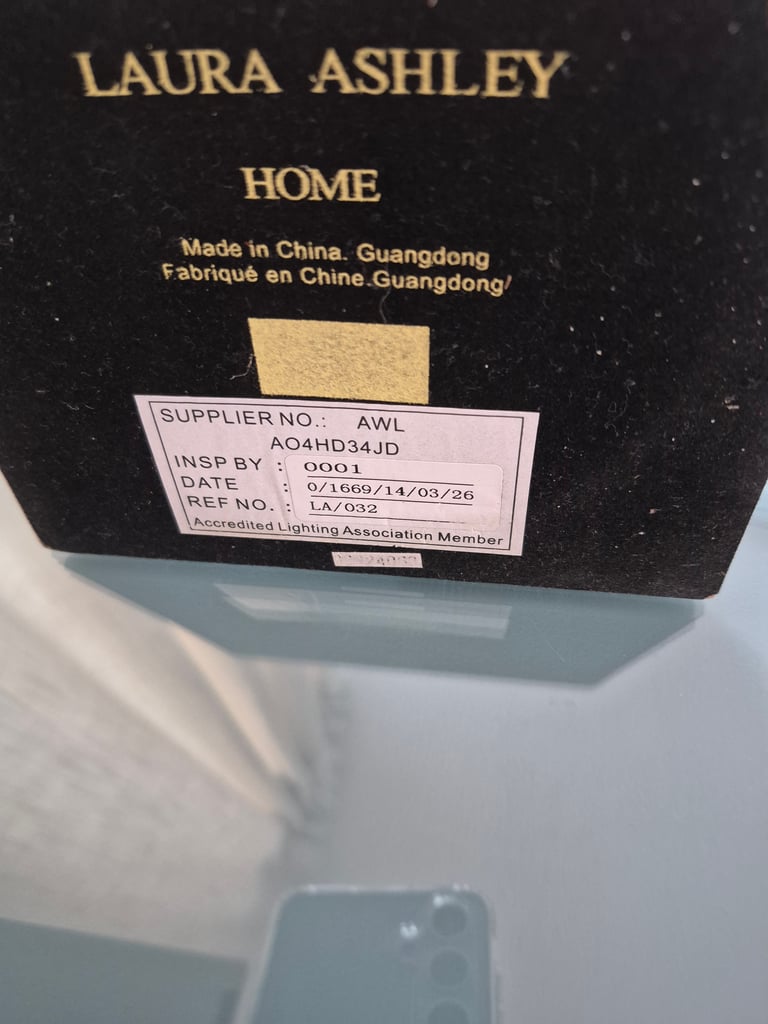 LAURA ASHLEY
HOME
Made in China. Guangdong
Fabriqué en Chine.Guangdong
SUPPLIER NO.: AWL
AO4HD34JD
INSP BY : 0001
DATE : 0/1669/14/03/26
REF NO. : LA/032
Accredited Lighting Association Member